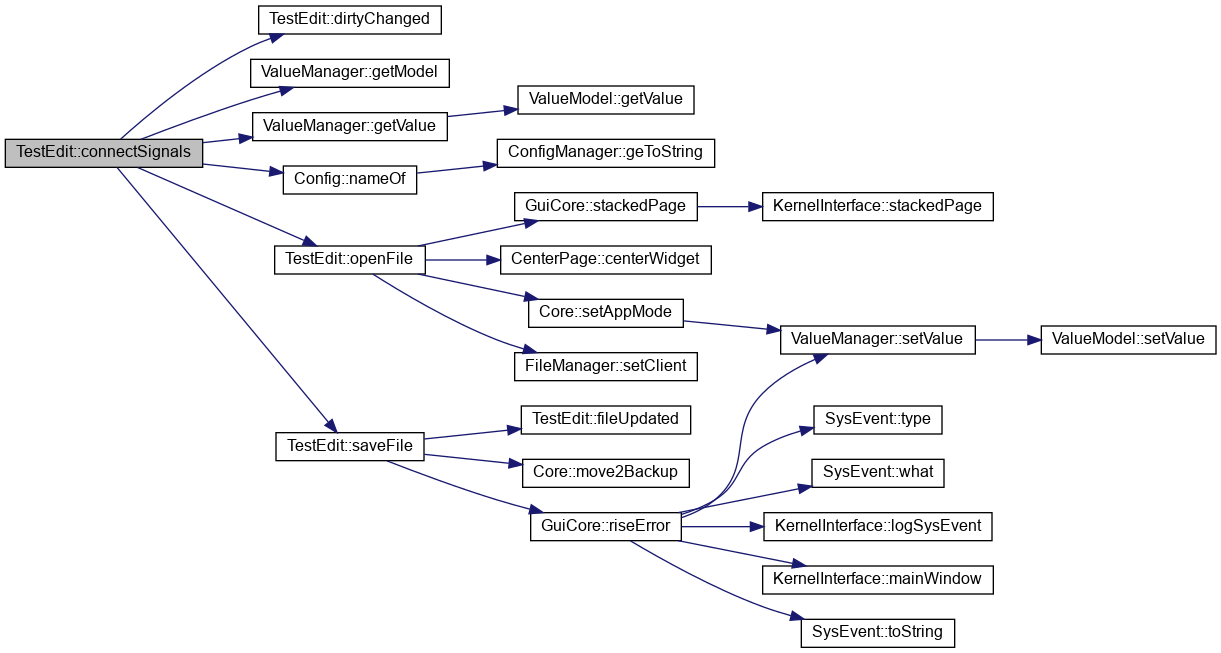 TestEdit::dirtyChanged
ValueManager::getModel
ValueModel::getValue
ValueManager::getValue
TestEdit::connectSignals
ConfigManager::geToString
Config::nameOf
GuiCore::stackedPage
KernelInterface::stackedPage
TestEdit::openFile
CenterPage::centerWidget
Core::setAppMode
ValueManager::setValue
ValueModel::setValue
FileManager::setClient
TestEdit::fileUpdated
SysEvent::type
TestEdit::saveFile
Core::move2Backup
SysEvent::what
GuiCore::riseError
KernelInterface::logSysEvent
KernelInterface::mainWindow
SysEvent::toString